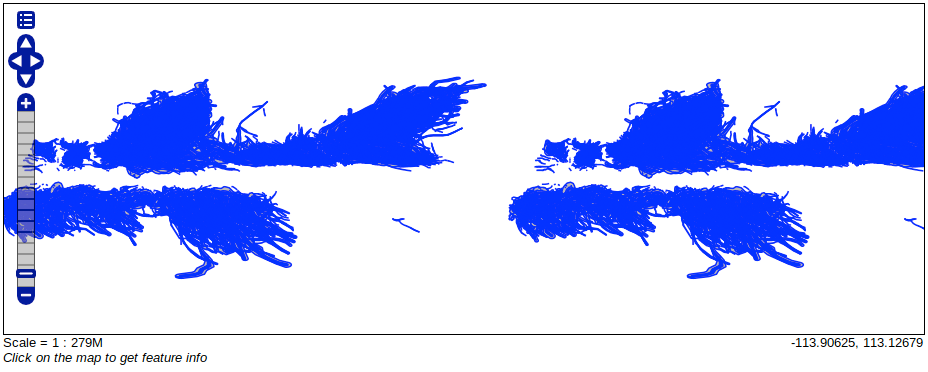 Scale = 1 : 279M
-113.90625, 113.12679
Click on the map to get feature info